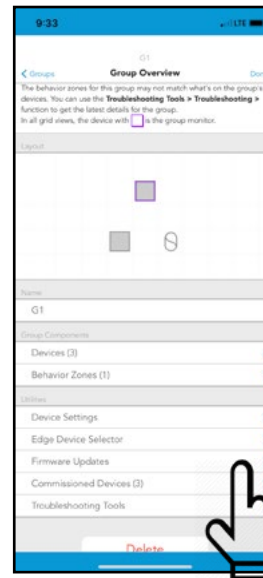 9:33
LTE
G1
Groups
Group Overview
Don
The behavior zones for this group may not match what's on the group's
devices. You can use the Troubleshooting Tools > Troubleshooting >
function to get the latest details for the group.
In all grid views, the device with is the group monitor.
Layout
Name
G1
Group Components
Devices (3)
Behavior Zones (1)
Utilities
Device Settings
Edge Device Selector
Firmware Updates
Commissioned Devices (3)
Troubleshooting Tools
Delete